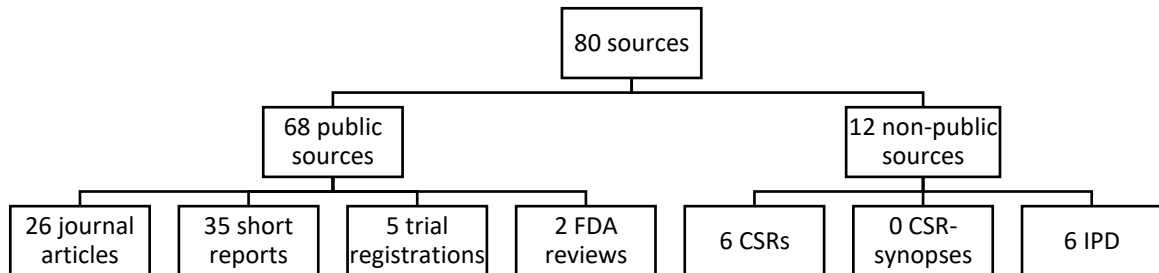 80 sources
68 public
sources
12 non-public
sources
26 journal
articles
35 short
reports
5 trial
registrations
2 FDA
reviews
6 CSRs
0 CSR-
synopses
6 IPD